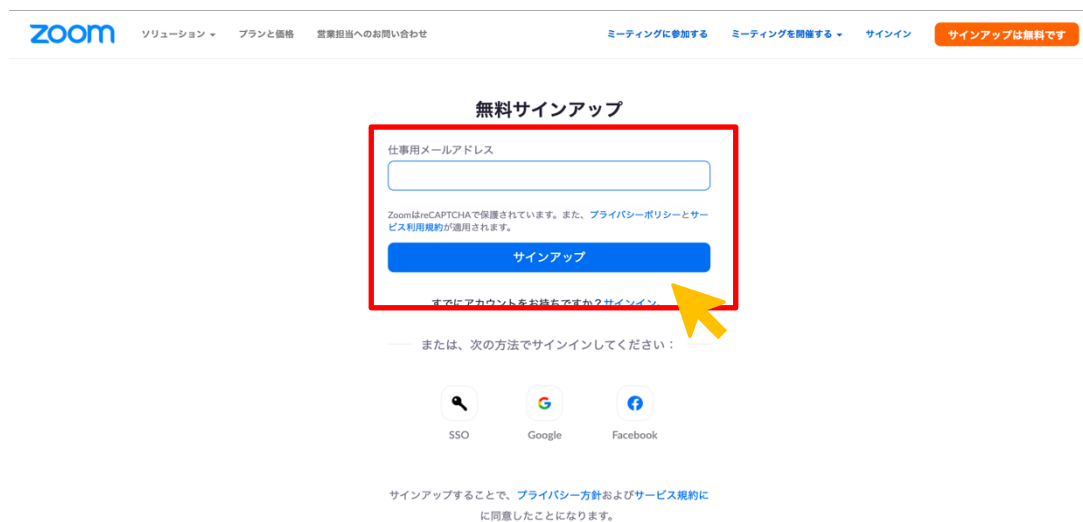 zoom ソリューション プランと価格 営業担当へのお問い合わせ ミーティングに参加する ミーティングを開催する サインイン サインアップは無料です
無料サインアップ
仕事用メールアドレス
ZoomはreCAPTCHAで保護されています。また、プライバシーポリシーとサー
ビス利用規約が適用されます。
サインアップ
すでにアカウントをお持ちですか？サインイン。
または、次の方法でサインインしてください：
SSO Google Facebook
サインアップすることで、プライバシー方針およびサービス規約に
に同意したことになります。